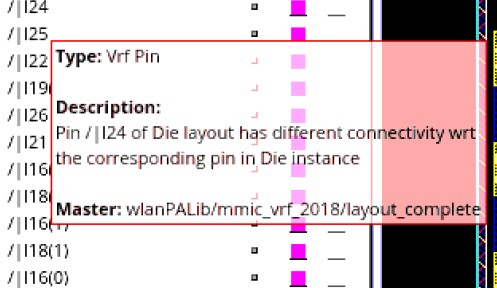 /|I24
/|I25
/|I22
/|I19
/|I26
/|I21
/|I16
/|I18
/|I16(1)
/|I18(1)
/|I16(0)
Type: Vrf Pin
Description:
Pin /|I24 of Die layout has different connectivity wrt
the corresponding pin in Die instance
Master: wlanPALib/mmic_vrf_2018/layout_complete